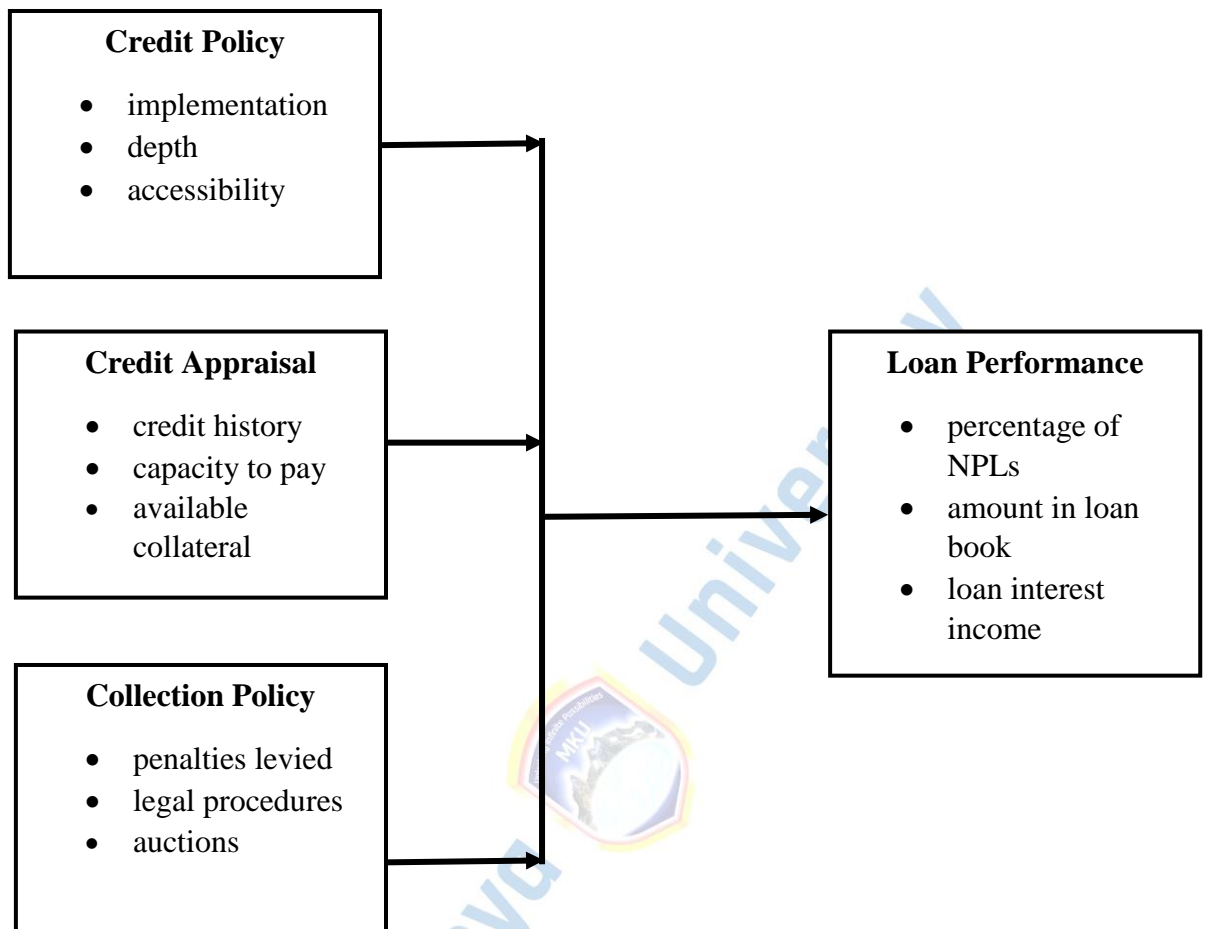 Credit Policy
• implementation
• depth
• accessibility
Credit Appraisal
• credit history
• capacity to pay
• available
collateral
Collection Policy
• penalties levied
• legal procedures
• auctions
Loan Performance
• percentage of
NPLs
• amount in loan
book
• loan interest
income
MKU